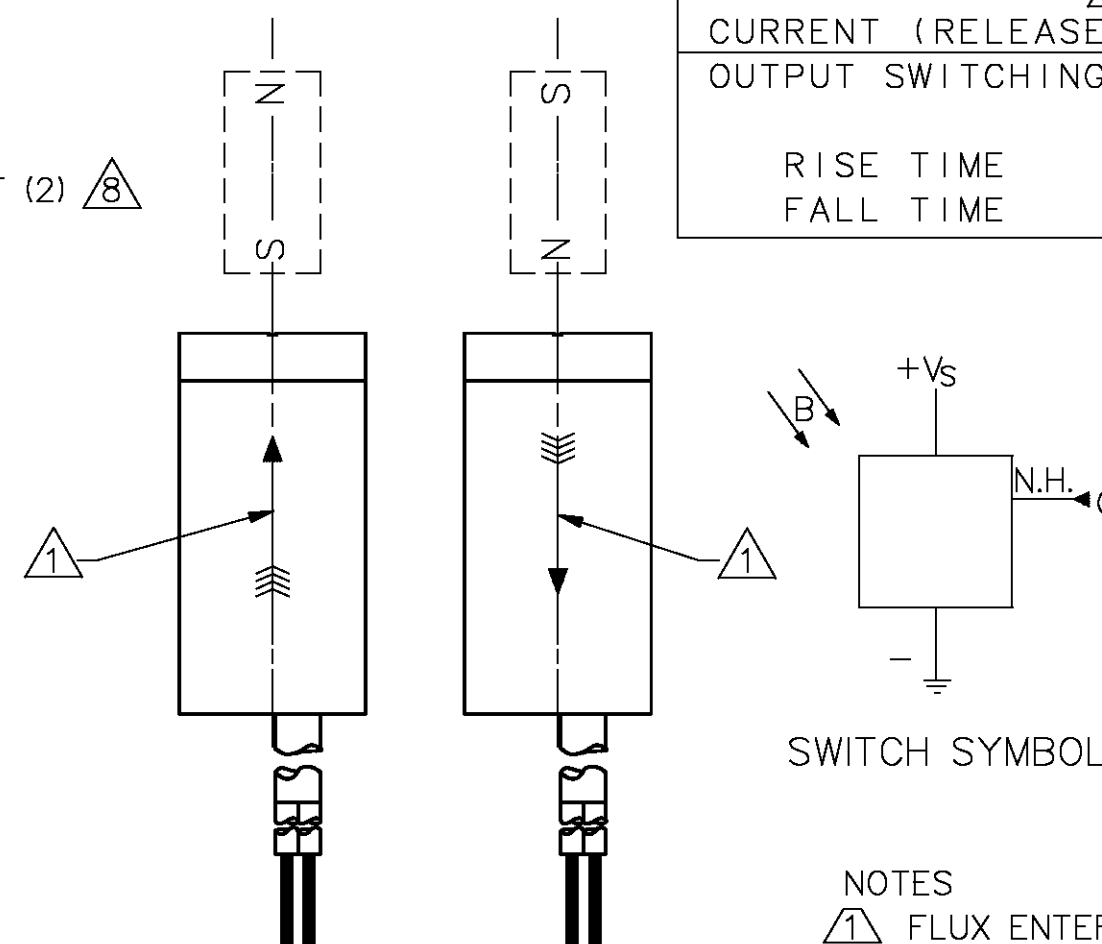 CURRENT (RELEASE
OUTPUT SWITCHING
RISE TIME
FALL TIME
N
S
S
N
(2) 8
1
1
+VS
B
N.H.
−
SWITCH SYMBOL
NOTES
1 FLUX ENTER